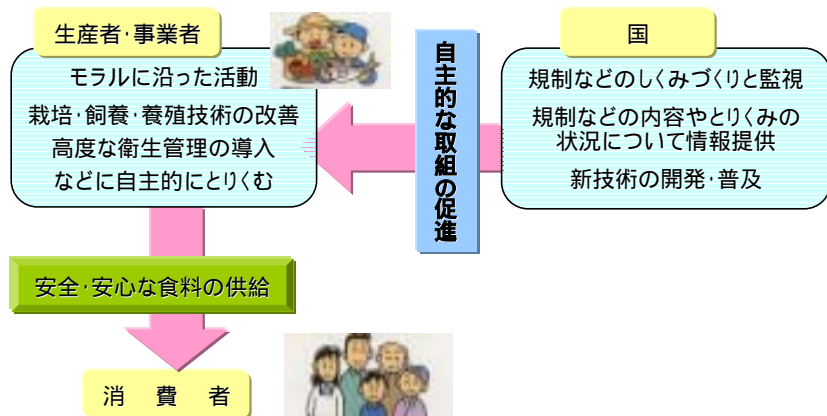 生産者・事業者
モラルに沿った活動
栽培・飼養・養殖技術の改善
高度な衛生管理の導入
などに自主的にとりくむ
自主的な取組の促進
国
規制などのしくみづくりと監視
規制などの内容やとりくみの
状況について情報提供
新技術の開発・普及
安全・安心な食料の供給
消 費 者